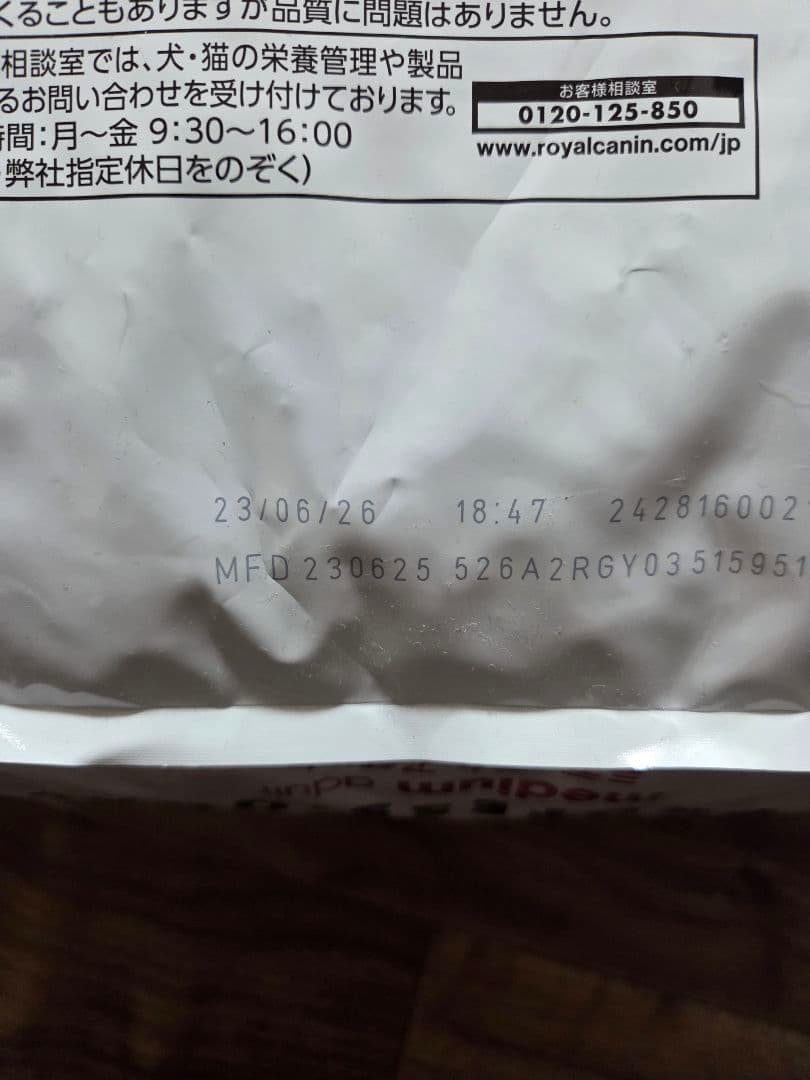 くることもありますが品質に問題はありません。
相談室では、犬・猫の栄養管理や製品
るお問い合わせを受け付けております。
時間：月～金 9:30～16:00
弊社指定休日をのぞく）
お客様相談室
0120-125-850
www.royalcanin.com/jp
23/06/26 18:47 242816002
MFD 230625 526A2RGY03 515951
medium adult